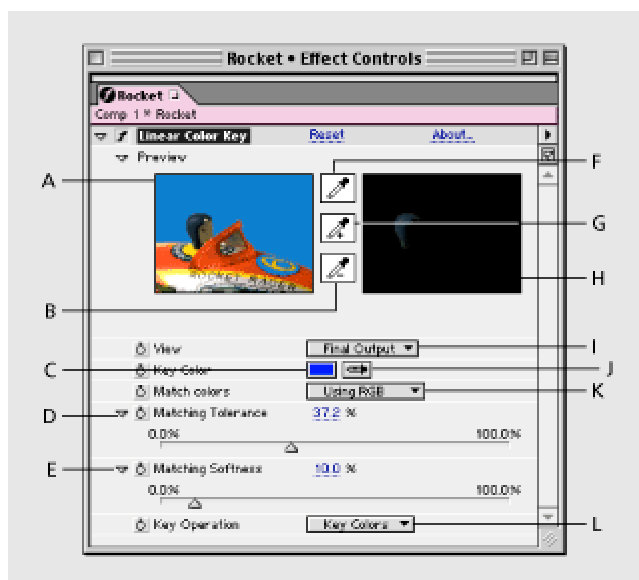 Rocket • Effect Controls
Rocket
Comp 1 * Rocket
Linear Color Key Reset About...
Preview
A
F
G
ROCKET RACER
H
B
View Final Output I
C Key Color J
Match colors Using RGB K
D Matching Tolerance 37.2 %
0.0% 100.0%
E Matching Softness 10.0 %
0.0% 100.0%
Key Operation Key Colors L